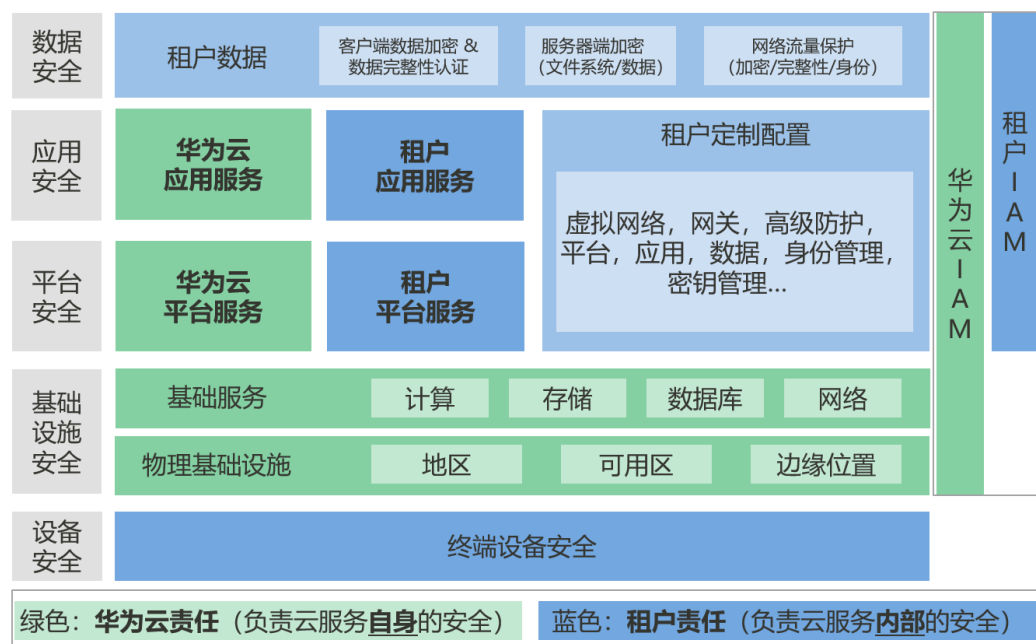 数据
安全
租户数据
客户端数据加密 &
数据完整性认证
服务器端加密
(文件系统/数据)
网络流量保护
(加密/完整性/身份)
应用
安全
华为云
应用服务
租户
应用服务
租户定制配置
虚拟网络，网关，高级防护，
平台，应用，数据，身份管理，
密钥管理...
平台
安全
华为云
平台服务
租户
平台服务
基础
设施
安全
基础服务
计算
存储
数据库
网络
物理基础设施
地区
可用区
边缘位置
设备
安全
终端设备安全
华为云IAM
租户IAM
绿色：华为云责任（负责云服务自身的安全）
蓝色：租户责任（负责云服务内部的安全）